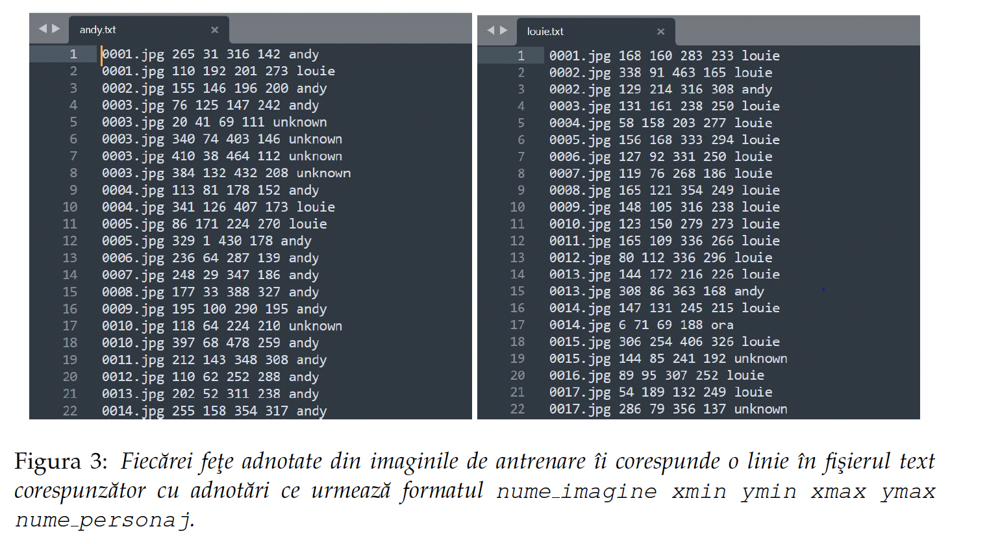 andy.txt
1 0001.jpg 265 31 316 142 andy
2 0001.jpg 110 192 201 273 louie
3 0002.jpg 155 146 196 200 andy
4 0003.jpg 76 125 147 242 andy
5 0003.jpg 20 41 69 111 unknown
6 0003.jpg 340 74 403 146 unknown
7 0003.jpg 410 38 464 112 unknown
8 0003.jpg 384 132 432 208 unknown
9 0004.jpg 113 81 178 152 andy
10 0004.jpg 341 126 407 173 louie
11 0005.jpg 86 171 224 270 louie
12 0005.jpg 329 1 430 178 andy
13 0006.jpg 236 64 287 139 andy
14 0007.jpg 248 29 347 186 andy
15 0008.jpg 177 33 388 327 andy
16 0009.jpg 195 100 290 195 andy
17 0010.jpg 118 64 224 210 unknown
18 0010.jpg 397 68 478 259 andy
19 0011.jpg 212 143 348 308 andy
20 0012.jpg 110 62 252 288 andy
21 0013.jpg 202 52 311 238 andy
22 0014.jpg 255 158 354 317 andy
louie.txt
1 0001.jpg 168 160 283 233 louie
2 0002.jpg 338 91 463 165 louie
3 0002.jpg 129 214 316 308 andy
4 0003.jpg 131 161 238 250 louie
5 0004.jpg 58 158 203 277 louie
6 0005.jpg 156 168 333 294 louie
7 0006.jpg 127 92 331 250 louie
8 0007.jpg 119 76 268 186 louie
9 0008.jpg 165 121 354 249 louie
10 0009.jpg 148 105 316 238 louie
11 0010.jpg 123 150 279 273 louie
12 0011.jpg 165 109 336 266 louie
13 0012.jpg 80 112 336 296 louie
14 0013.jpg 144 172 216 226 louie
15 0013.jpg 308 86 363 168 andy
16 0014.jpg 147 131 245 215 louie
17 0014.jpg 6 71 69 188 ora
18 0015.jpg 306 254 406 326 louie
19 0015.jpg 144 85 241 192 unknown
20 0016.jpg 89 95 307 252 louie
21 0017.jpg 54 189 132 249 louie
22 0017.jpg 286 79 356 137 unknown
Figura 3: Fiecărei feţe adnotate din imaginile de antrenare îi corespunde o linie în fişierul text
corespunzător cu adnotări ce urmează formatul nume_imagine xmin ymin xmax ymax
nume_personaj.